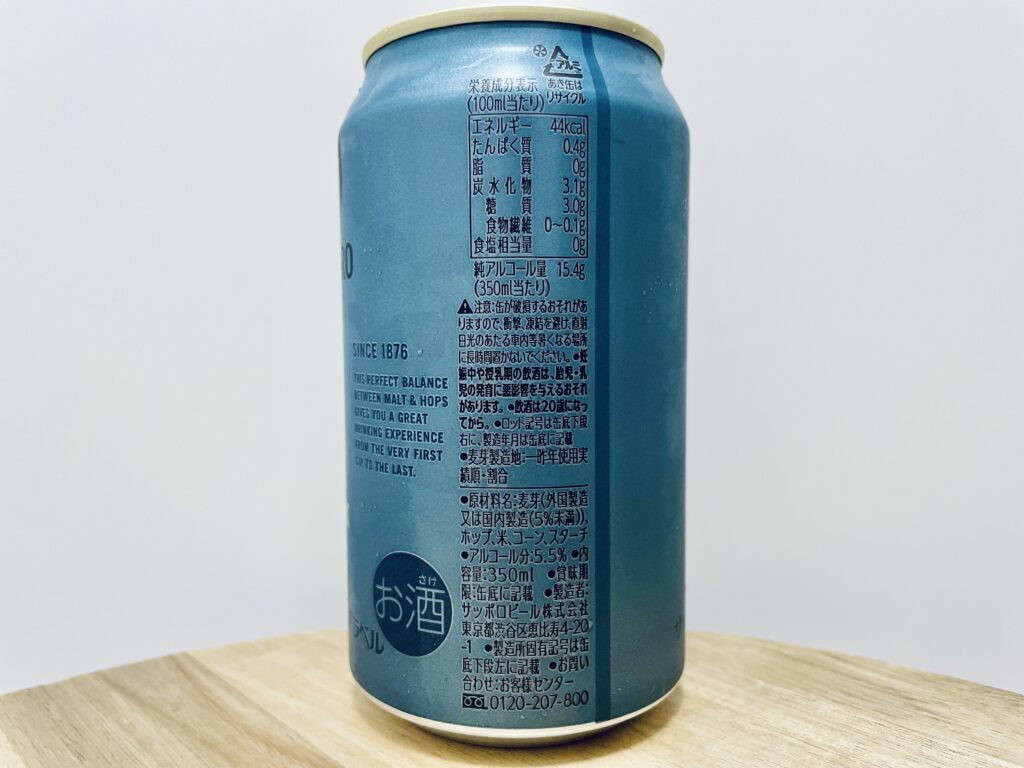 アルミ
あき缶は
リサイクル
栄養成分表示
(100ml当たり)
エネルギー 44kcal
たんぱく質 0.4g
脂質 0g
炭水化物 3.1g
糖質 3.0g
食物繊維 0〜0.1g
食塩相当量 0g
純アルコール量 15.4g
(350ml当たり)
注意:缶が破損するおそれがあ
りますので、衝撃、凍結を避け、直射
日光のあたる車内等暑くなる場所
に長時間置かないでください。●妊
娠中や授乳期の飲酒は、胎児・乳
児の発育に悪影響を与えるおそれ
があります。●飲酒は20歳になっ
てから。●ロット記号は缶底下段
右に、製造年月は缶底に記載
●麦芽製造地:一昨年使用実
績順・割合
●原材料名:麦芽(外国製造
又は国内製造(5%未満))、
ホップ、米、コーン、スターチ
●アルコール分:5.5% ●内
容量:350ml ●賞味期
限:缶底に記載 ●製造者:
サッポロビール株式会社
東京都渋谷区恵比寿4-20
-1 ●製造所固有記号は缶
底下段左に記載 ●お問い
合わせ:お客様センター
0120-207-800
RO
SINCE 1876
THIS PERFECT BALANCE
BETWEEN MALT & HOPS
GIVES YOU A GREAT
DRINKING EXPERIENCE
FROM THE VERY FIRST
SIP TO THE LAST.
さけ
お酒
ラベル